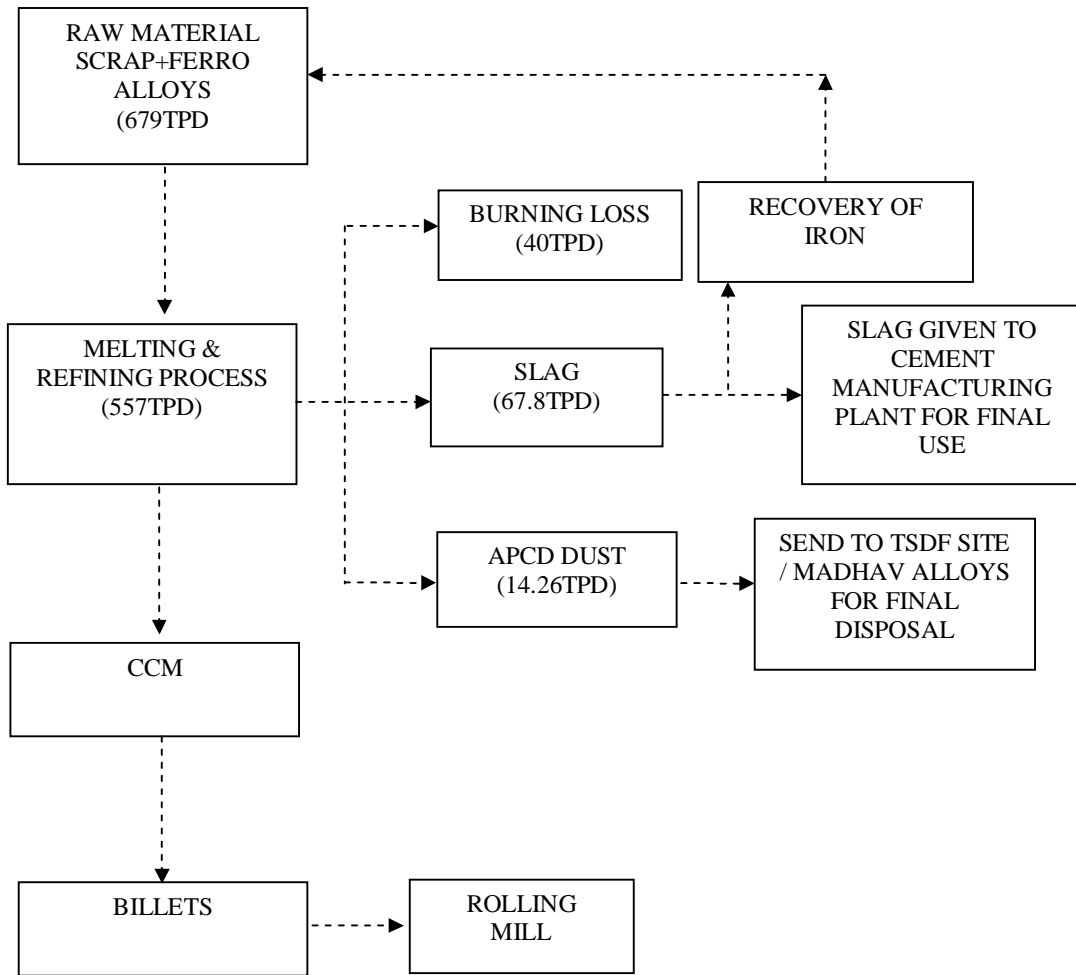 RAW MATERIAL
SCRAP+FERRO
ALLOYS
(679TPD
BURNING LOSS
(40TPD)
RECOVERY OF
IRON
MELTING &
REFINING PROCESS
(557TPD)
SLAG
(67.8TPD)
SLAG GIVEN TO
CEMENT
MANUFACTURING
PLANT FOR FINAL
USE
APCD DUST
(14.26TPD)
SEND TO TSDF SITE
/ MADHAV ALLOYS
FOR FINAL
DISPOSAL
CCM
BILLETS
ROLLING
MILL